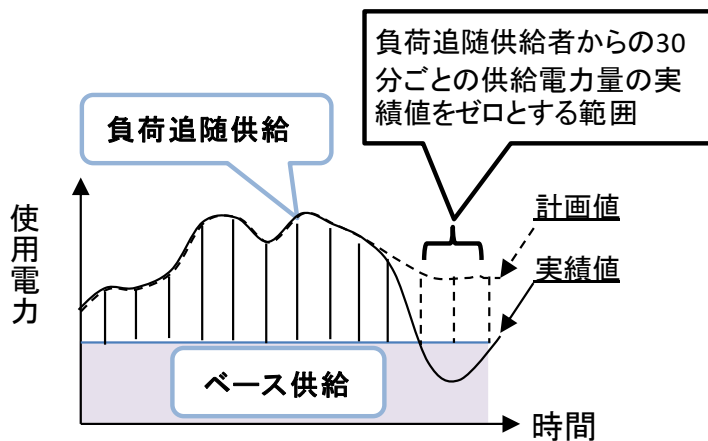 負荷追随供給者からの30
分ごとの供給電力量の実
績値をゼロとする範囲
負荷追随供給
使用電力
計画値
実績値
ベース供給
時間